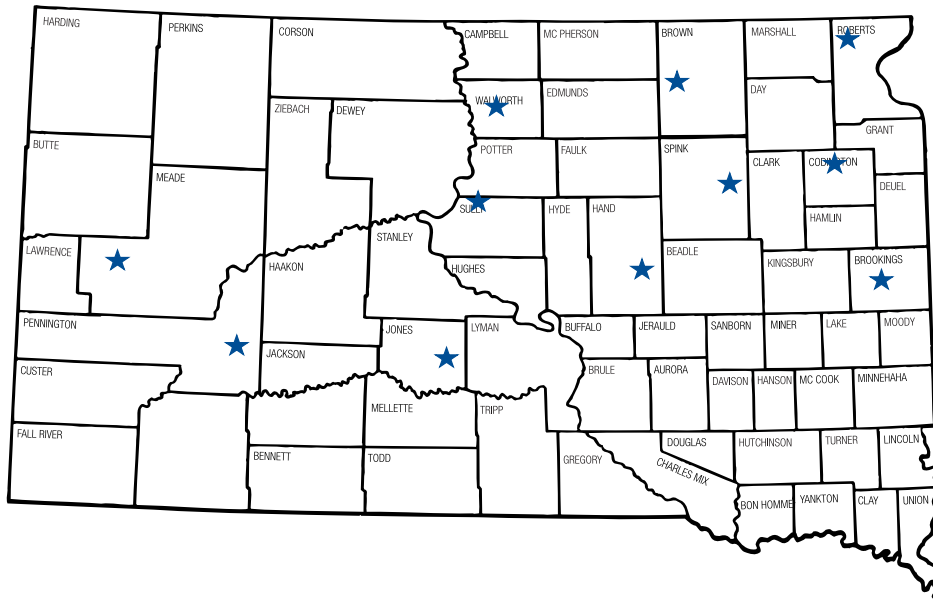 HARDING
PERKINS
CORSON
CAMPBELL
MC PHERSON
BROWN
MARSHALL
ROBERTS
WALWORTH
EDMUNDS
DAY
ZIEBACH
DEWEY
GRANT
BUTTE
POTTER
FAULK
SPINK
CLARK
CODINGTON
MEADE
DEUEL
SULLY
HYDE
HAND
HAMLIN
STANLEY
LAWRENCE
HAAKON
HUGHES
BEADLE
KINGSBURY
BROOKINGS
PENNINGTON
JONES
LYMAN
BUFFALO
JERAULD
SANBORN
MINER
LAKE
MOODY
JACKSON
CUSTER
BRULE
AURORA
DAVISON
HANSON
MC COOK
MINNEHAHA
MELLETTE
TRIPP
FALL RIVER
DOUGLAS
HUTCHINSON
TURNER
LINCOLN
BENNETT
TODD
GREGORY
CHARLES MIX
BON HOMME
YANKTON
CLAY
UNION